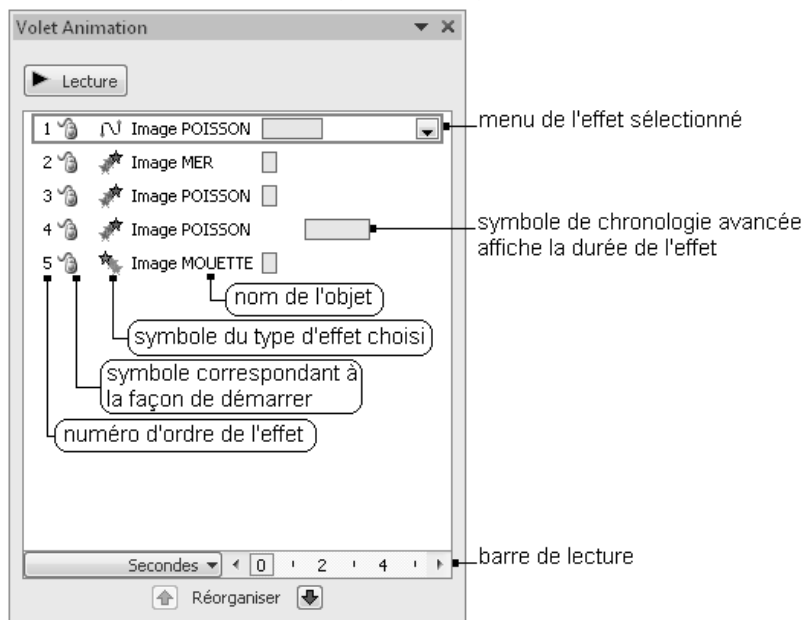 Volet Animation
Lecture
1 Image POISSON
menu de l'effet sélectionné
2 Image MER
3 Image POISSON
4 Image POISSON
symbole de chronologie avancée
affiche la durée de l'effet
5 Image MOUETTE
nom de l'objet
symbole du type d'effet choisi
symbole correspondant à
la façon de démarrer
numéro d'ordre de l'effet
Secondes 0 2 4
barre de lecture
Réorganiser